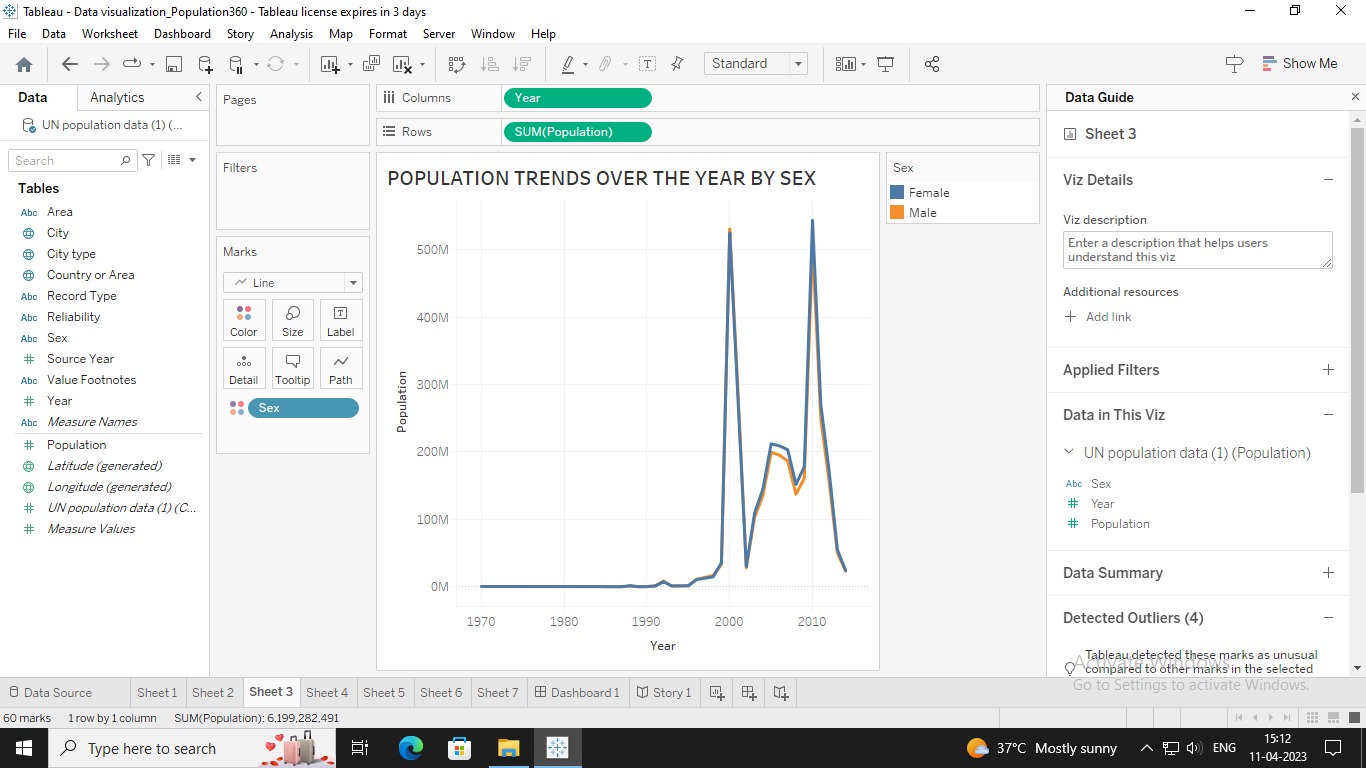 Tableau - Data visualization_Population360 - Tableau license expires in 3 days
File Data Worksheet Dashboard Story Analysis Map Format Server Window Help
Standard
Show Me
Data Analytics
UN population data (1) (...
Search
Tables
Abc Area
City
City type
Country or Area
Abc Record Type
Abc Reliability
Abc Sex
# Source Year
Abc Value Footnotes
# Year
Abc Measure Names
# Population
Latitude (generated)
Longitude (generated)
# UN population data (1) (C...
# Measure Values
Pages
Filters
Marks
Line
Color Size Label
Detail Tooltip Path
Sex
Columns Year
Rows SUM(Population)
POPULATION TRENDS OVER THE YEAR BY SEX
500M
400M
300M
200M
100M
0M
Population
1970 1980 1990 2000 2010
Year
Sex
Female
Male
Data Guide
Sheet 3
Viz Details
Viz description
Enter a description that helps users
understand this viz
Additional resources
Add link
Applied Filters
Data in This Viz
UN population data (1) (Population)
Abc Sex
# Year
# Population
Data Summary
Detected Outliers (4)
Tableau detected these marks as unusual
compared to other marks in the selected
Activate Windows
Go to Settings to activate Windows.
Data Source Sheet 1 Sheet 2 Sheet 3 Sheet 4 Sheet 5 Sheet 6 Sheet 7 Dashboard 1 Story 1
60 marks 1 row by 1 column SUM(Population): 6,199,282,491
Type here to search
37°C Mostly sunny
ENG
15:12
11-04-2023